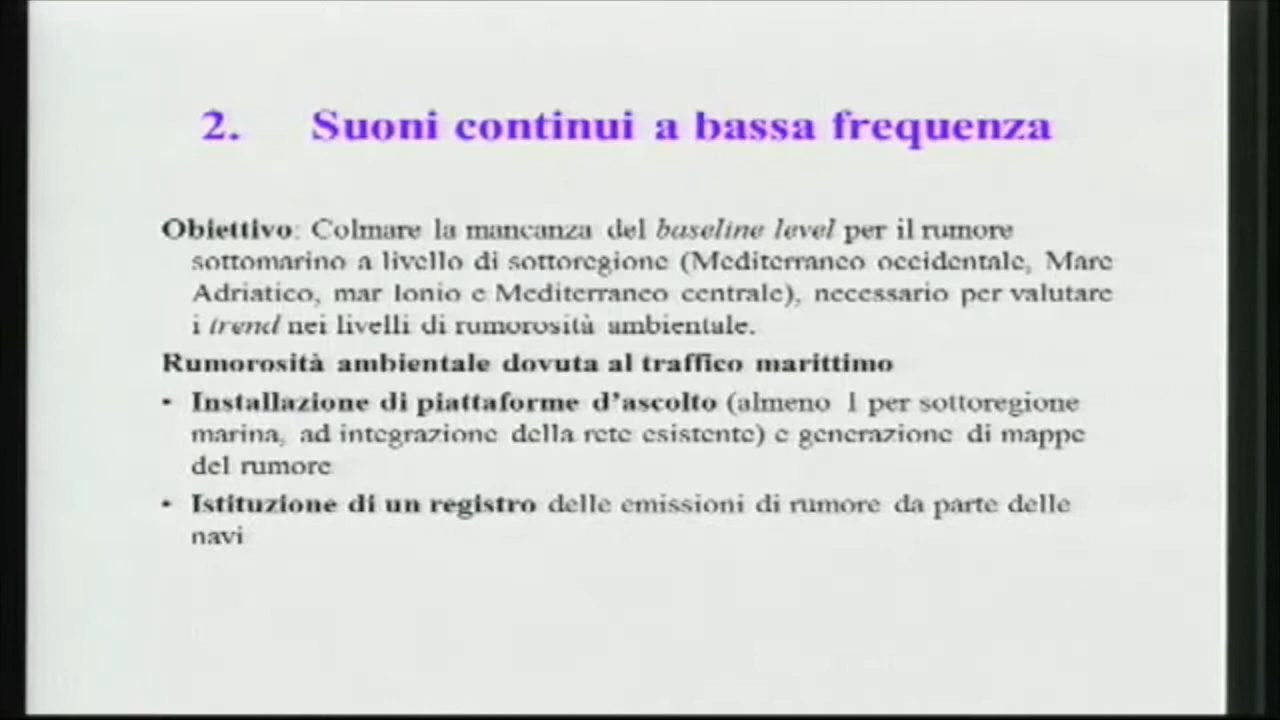 2. Suoni continui a bassa frequenza
Obiettivo: Colmare la mancanza del baseline level per il rumore
sottomarino a livello di sottoregione (Mediterraneo occidentale, Mare
Adriatico, mar Ionio e Mediterraneo centrale), necessario per valutare
i trend nei livelli di rumorosità ambientale.
Rumorosità ambientale dovuta al traffico marittimo
• Installazione di piattaforme d'ascolto (almeno 1 per sottoregione
marina, ad integrazione della rete esistente) e generazione di mappe
del rumore
• Istituzione di un registro delle emissioni di rumore da parte delle
navi